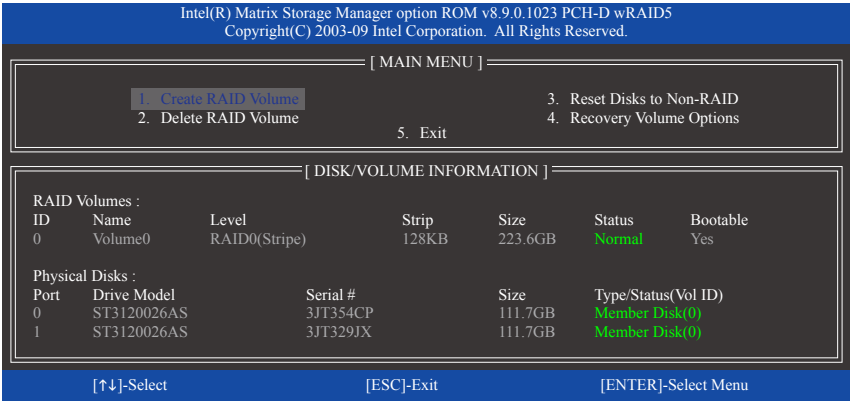 Intel(R) Matrix Storage Manager option ROM v8.9.0.1023 PCH-D wRAID5
Copyright(C) 2003-09 Intel Corporation.  All Rights Reserved.
[ MAIN MENU ]
1.  Create RAID Volume 3.  Reset Disks to Non-RAID
2.  Delete RAID Volume 4.  Recovery Volume Options
5.  Exit
[ DISK/VOLUME INFORMATION ]
RAID Volumes :
ID Name Level Strip Size Status Bootable
0 Volume0 RAID0(Stripe) 128KB 223.6GB Normal Yes
Physical Disks :
Port Drive Model Serial # Size Type/Status(Vol ID)
0 ST3120026AS 3JT354CP 111.7GB Member Disk(0)
1 ST3120026AS 3JT329JX 111.7GB Member Disk(0)
[↑↓]-Select [ESC]-Exit [ENTER]-Select Menu